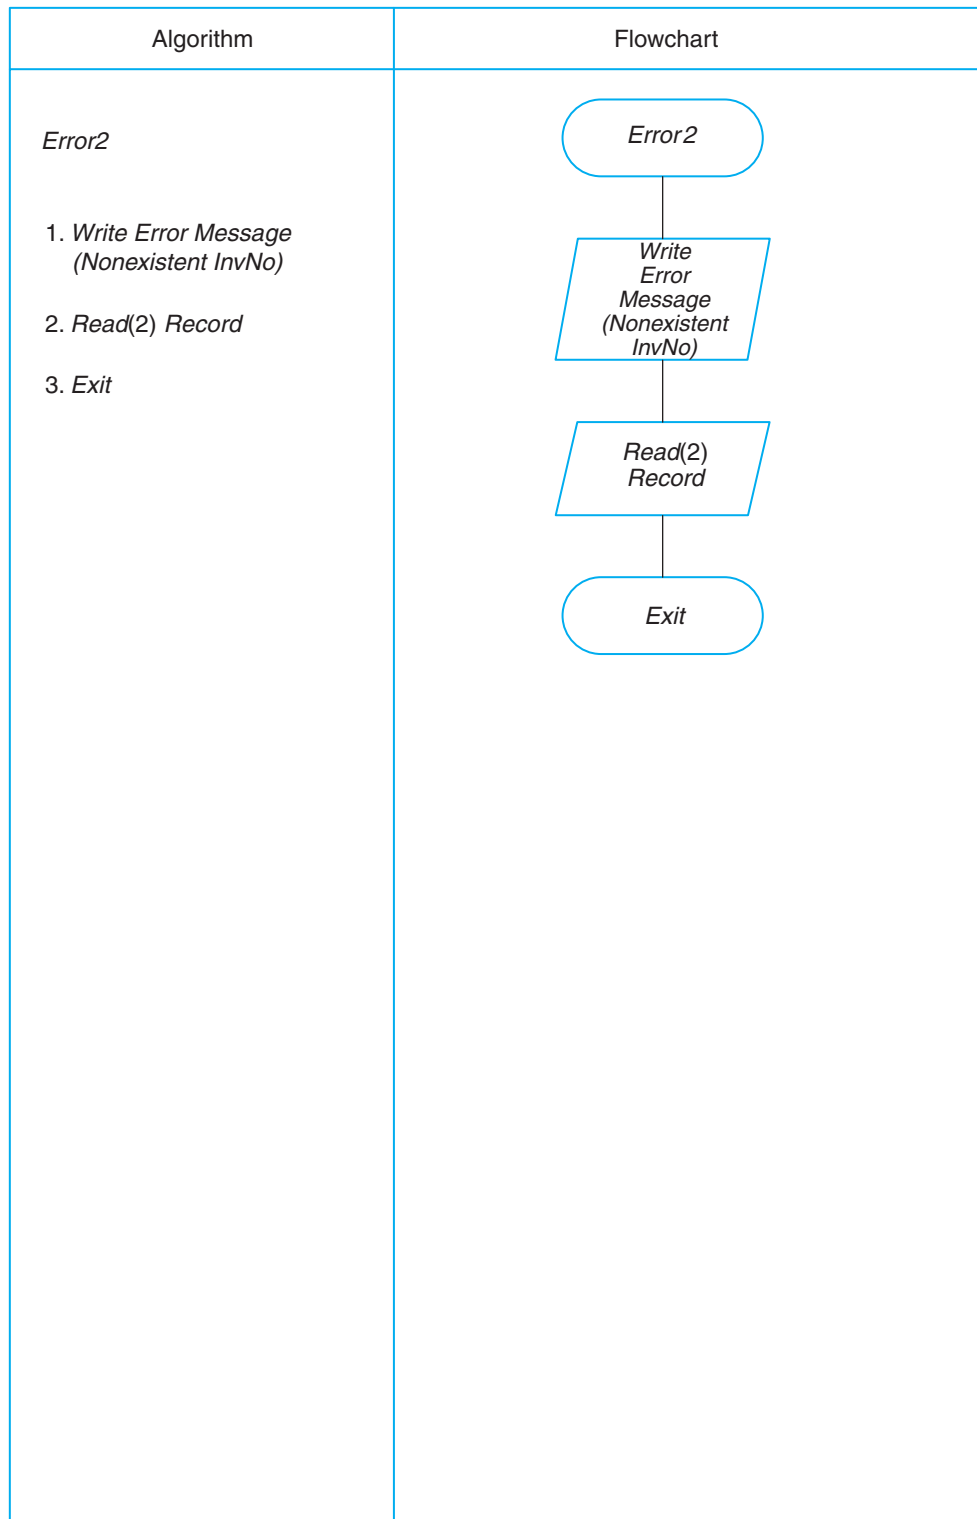 Algorithm
Flowchart
Error2
1. Write Error Message
(Nonexistent InvNo)
2. Read(2) Record
3. Exit
Error2
Write
Error
Message
(Nonexistent
InvNo)
Read(2)
Record
Exit